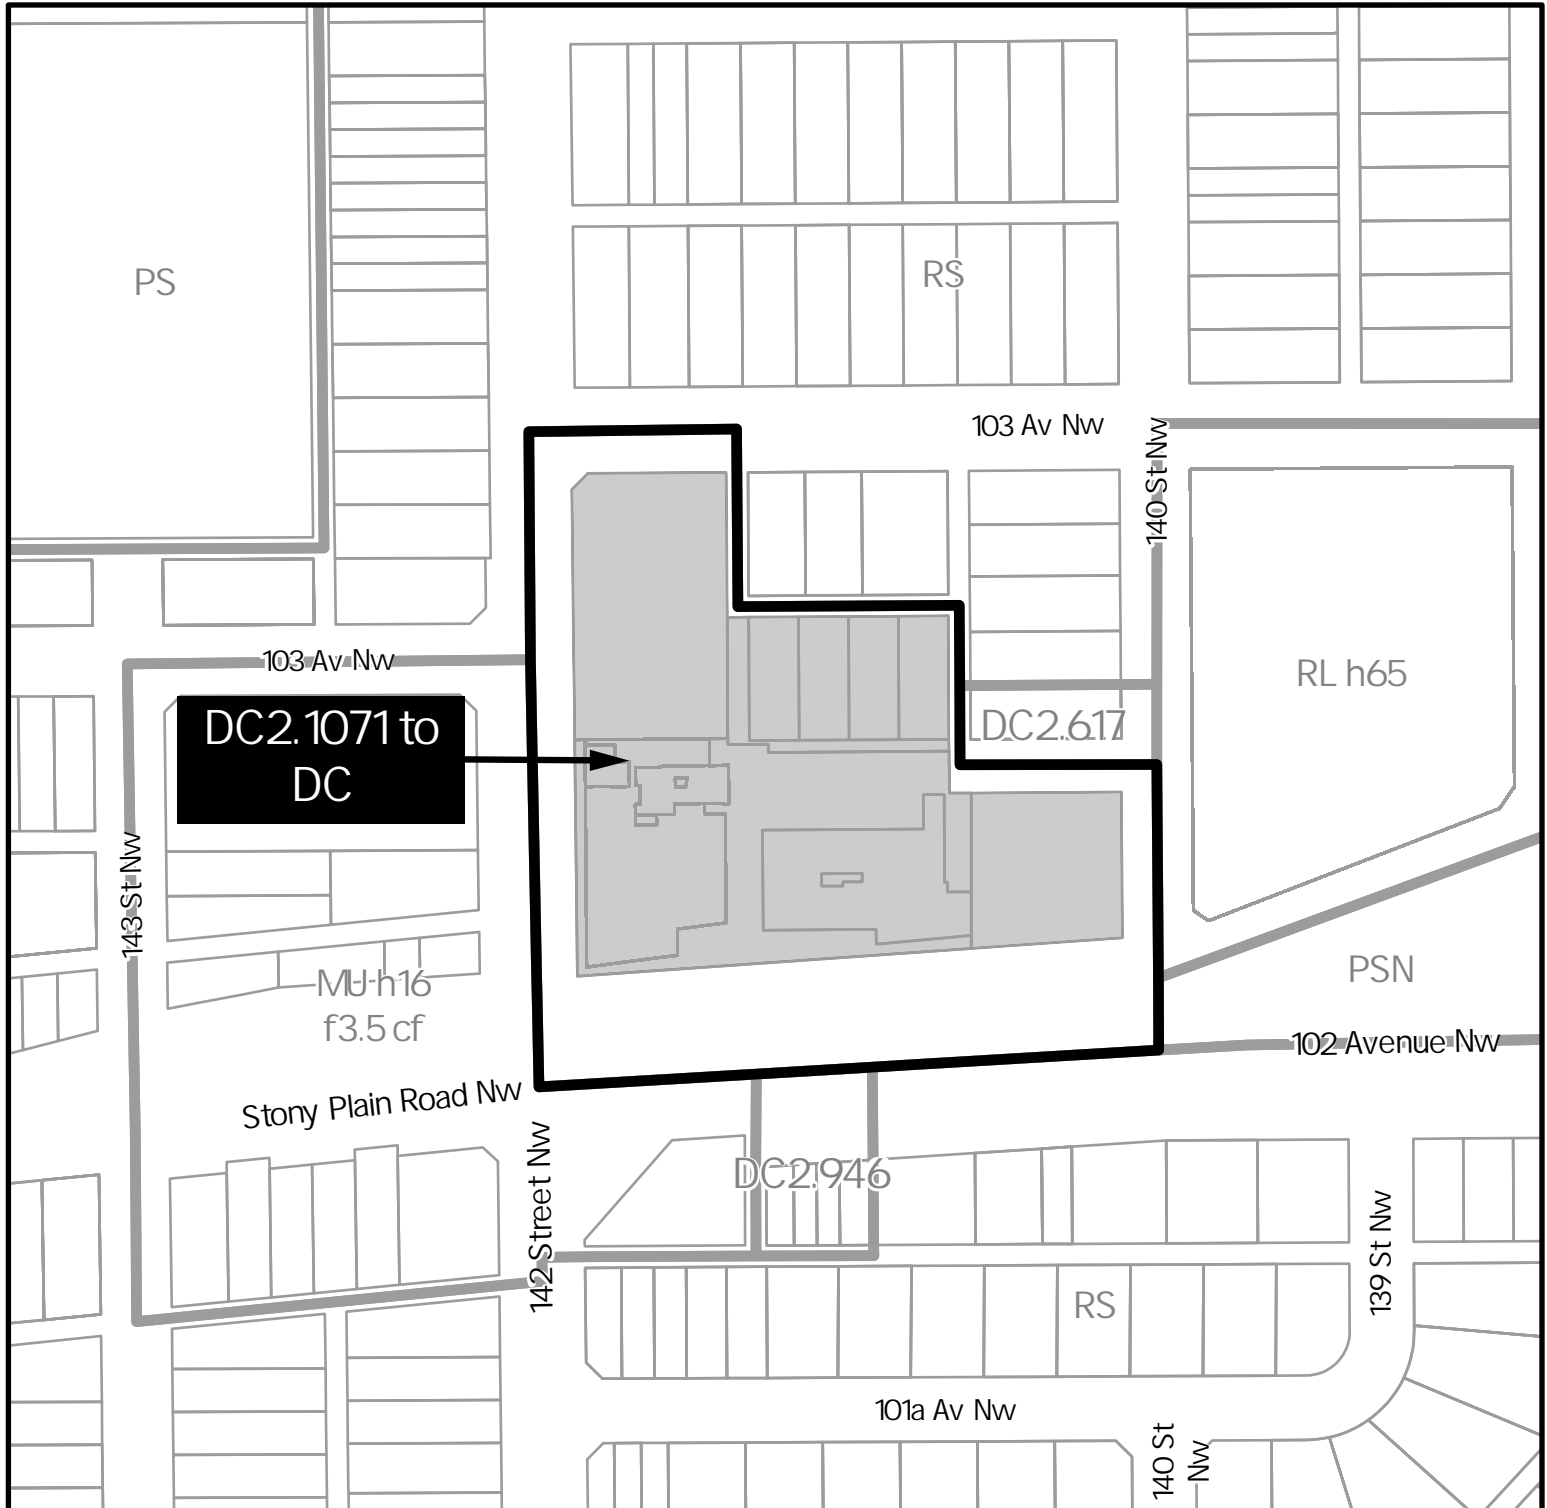 PS
RS
103 Av Nw
140 St Nw
103 Av Nw
RL h65
DC2.1071 to
DC
DC2.617
143 St Nw
MU h16
f3.5 cf
PSN
102 Avenue Nw
Stony Plain Road Nw
142 Street Nw
DC2.946
139 St Nw
RS
101a Av Nw
140 St
Nw